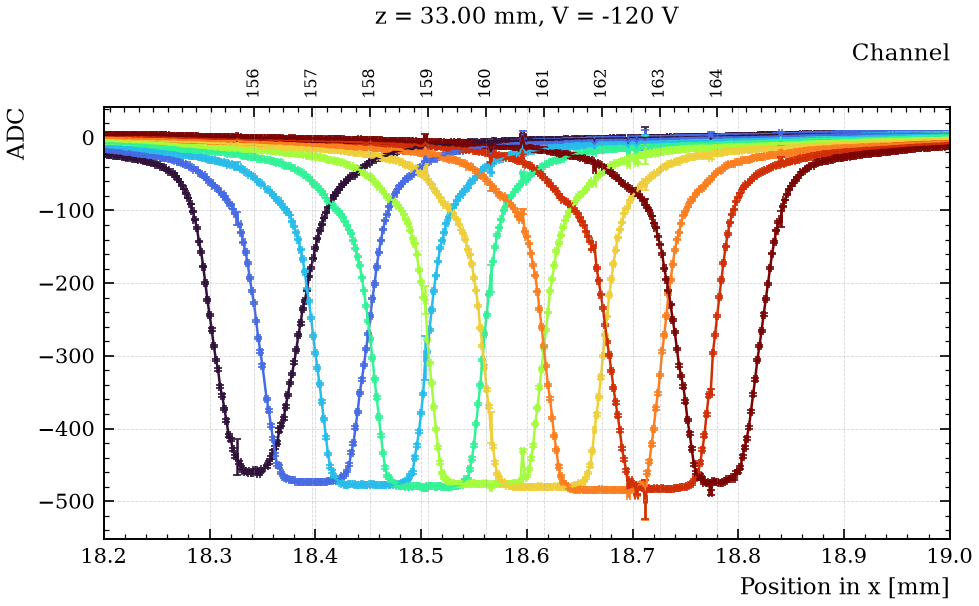 z = 33.00 mm, V = -120 V
Channel
156 157 158 159 160 161 162 163 164
ADC
0
−100
−200
−300
−400
−500
18.2 18.3 18.4 18.5 18.6 18.7 18.8 18.9 19.0
Position in x [mm]